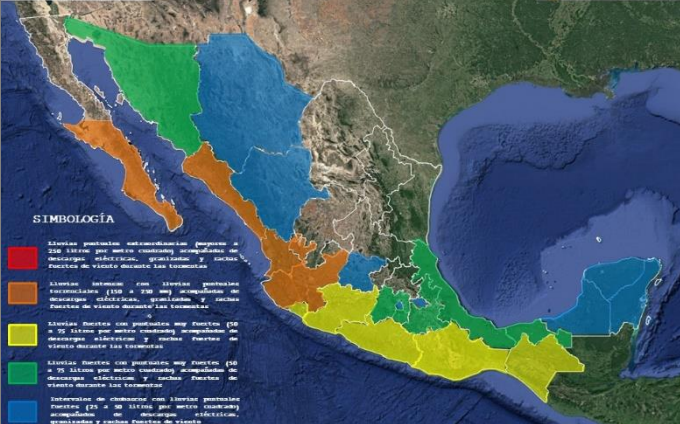 SIMBOLOGÍA
Lluvias puntuales extraordinarias (mayores a
250 litros por metro cuadrado) acompañadas de
descargas eléctricas, granizadas y rachas
fuertes de viento durante las tormentas
Lluvias intensas con lluvias puntuales
torrenciales (150 a 250 mm) acompañadas de
descargas eléctricas, granizadas y rachas
fuertes de viento durante las tormentas
Lluvias fuertes con puntuales muy fuertes (50
a 75 litros por metro cuadrado) acompañadas de
descargas eléctricas y rachas fuertes de
viento durante las tormentas
Lluvias fuertes con puntuales muy fuertes (50
a 75 litros por metro cuadrado) acompañadas de
descargas eléctricas y rachas fuertes de
viento durante las tormentas
Intervalos de chubascos con lluvias puntuales
fuertes (25 a 50 litros por metro cuadrado)
acompañados de descargas eléctricas,
granizadas y rachas fuertes de viento